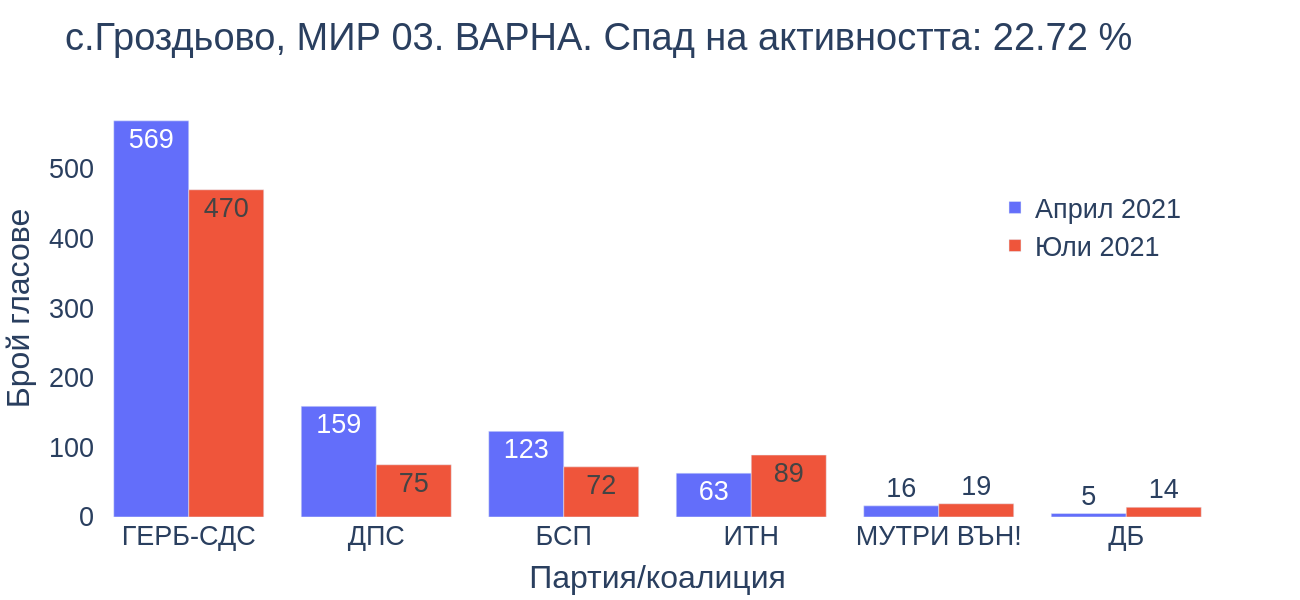 с.Гроздьово, МИР 03. ВАРНА. Спад на активността: 22.72 %
Брой гласове
500
400
300
200
100
0
569
470
159
75
123
72
63
89
16
19
5
14
Април 2021
Юли 2021
ГЕРБ-СДС
ДПС
БСП
ИТН
МУТРИ ВЪН!
ДБ
Партия/коалиция